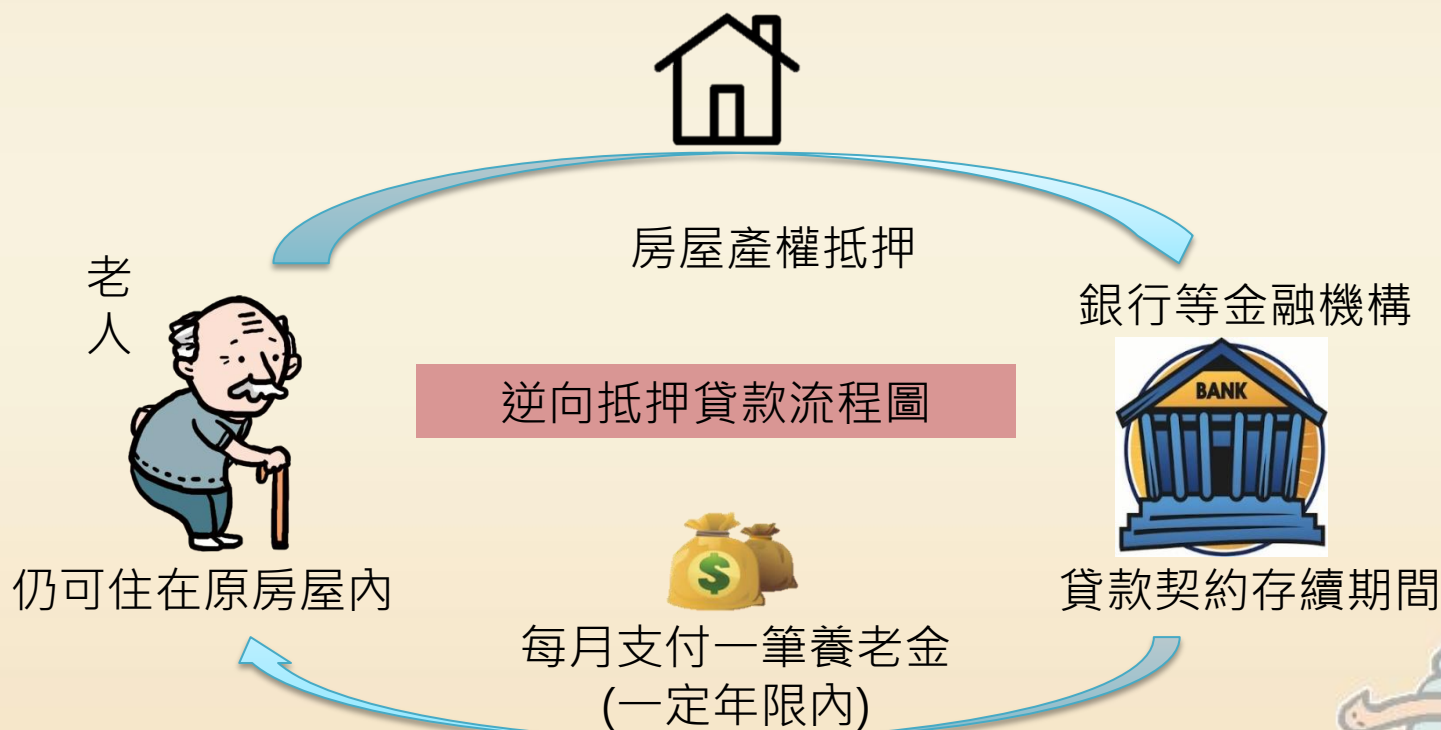 房屋產權抵押
老人
銀行等金融機構
BANK
逆向抵押貸款流程圖
$
仍可住在原房屋內
貸款契約存續期間
每月支付一筆養老金
(一定年限內)